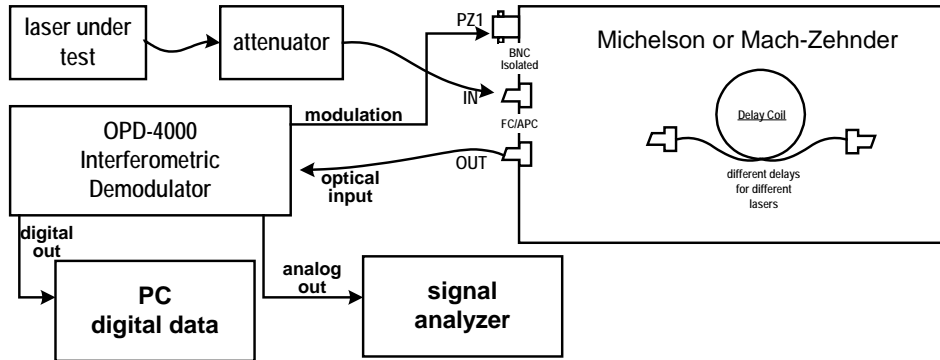 laser under
test
attenuator
PZ1
BNC
Isolated
IN
FC/APC
OUT
Michelson or Mach-Zehnder
Delay Coil
different delays
for different
lasers
modulation
OPD-4000
Interferometric
Demodulator
optical
input
digital
out
analog
out
PC
digital data
signal
analyzer